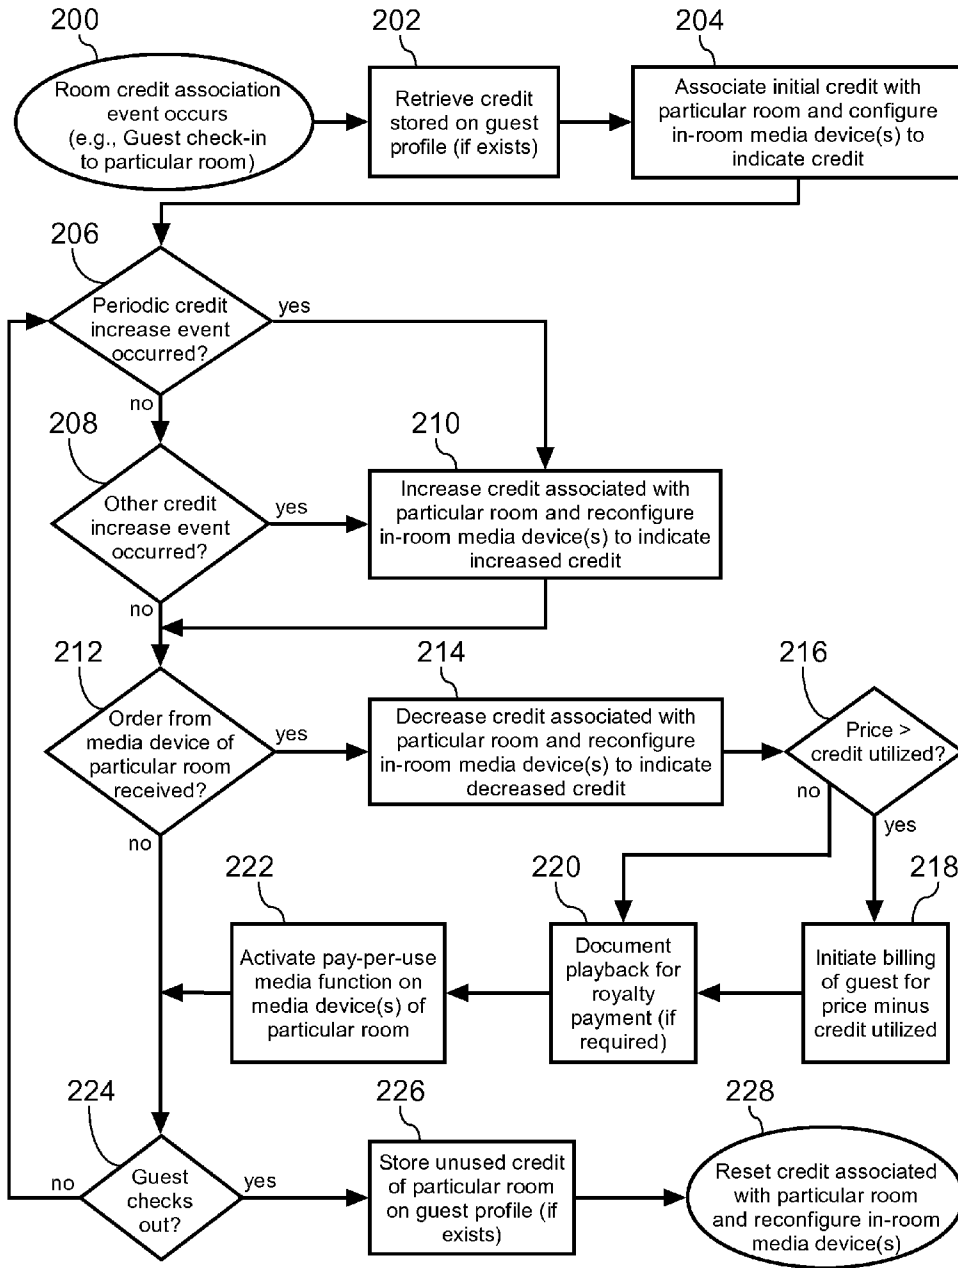 200
Room credit association
event occurs
(e.g., Guest check-in
to particular room)
202
Retrieve credit
stored on guest
profile (if exists)
204
Associate initial credit with
particular room and configure
in-room media device(s) to
indicate credit
206
Periodic credit
increase event
occurred?
yes
no
208
Other credit
increase event
occurred?
yes
no
210
Increase credit associated with
particular room and reconfigure
in-room media device(s) to indicate
increased credit
212
Order from
media device of
particular room
received?
yes
no
214
Decrease credit associated with
particular room and reconfigure
in-room media device(s) to indicate
decreased credit
216
Price >
credit utilized?
no
yes
218
Initiate billing
of guest for
price minus
credit utilized
220
Document
playback for
royalty
payment (if
required)
222
Activate pay-per-use
media function on
media device(s) of
particular room
224
Guest
checks
out?
no
yes
226
Store unused credit
of particular room
on guest profile (if
exists)
228
Reset credit associated
with particular room
and reconfigure in-room
media device(s)